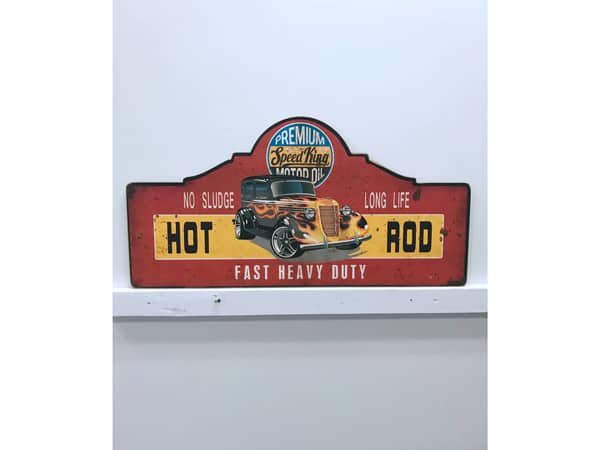 PREMIUM
Speed King
MOTOR OIL
NO SLUDGE LONG LIFE
HOT ROD
FAST HEAVY DUTY